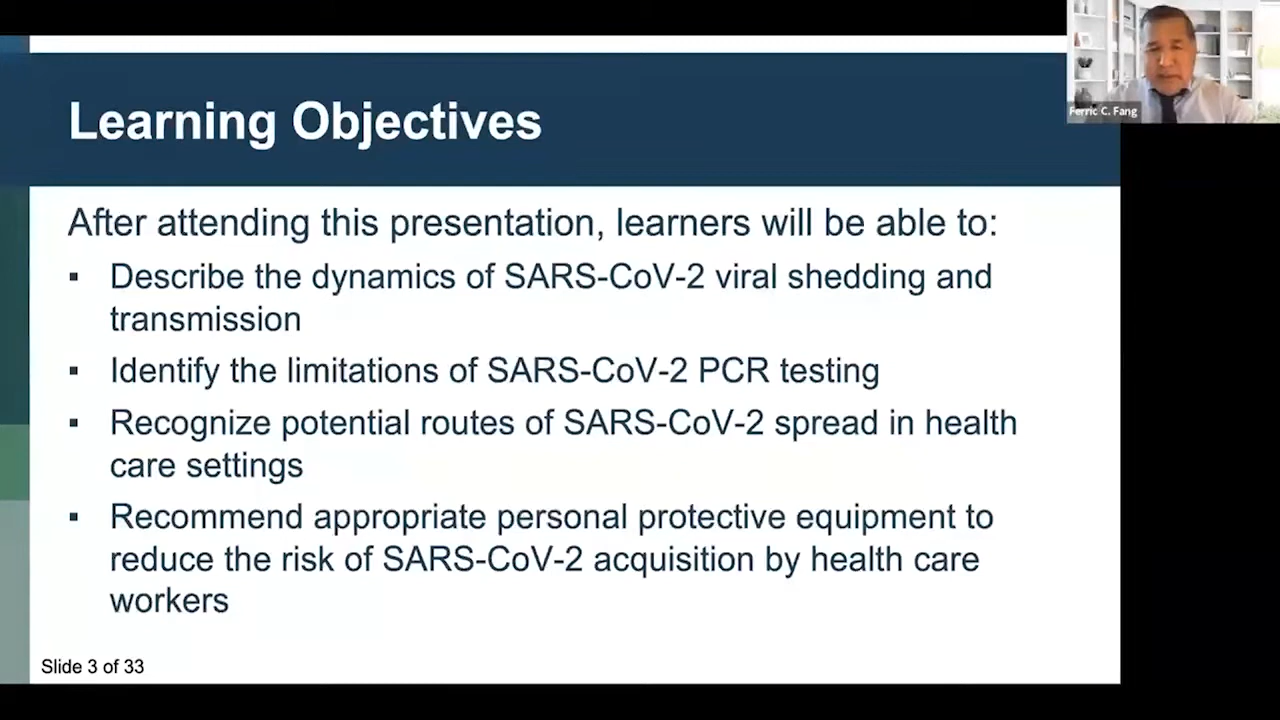 Learning Objectives
Ferric C. Fang
After attending this presentation, learners will be able to:
▪ Describe the dynamics of SARS-CoV-2 viral shedding and
transmission
▪ Identify the limitations of SARS-CoV-2 PCR testing
▪ Recognize potential routes of SARS-CoV-2 spread in health
care settings
▪ Recommend appropriate personal protective equipment to
reduce the risk of SARS-CoV-2 acquisition by health care
workers
Slide 3 of 33